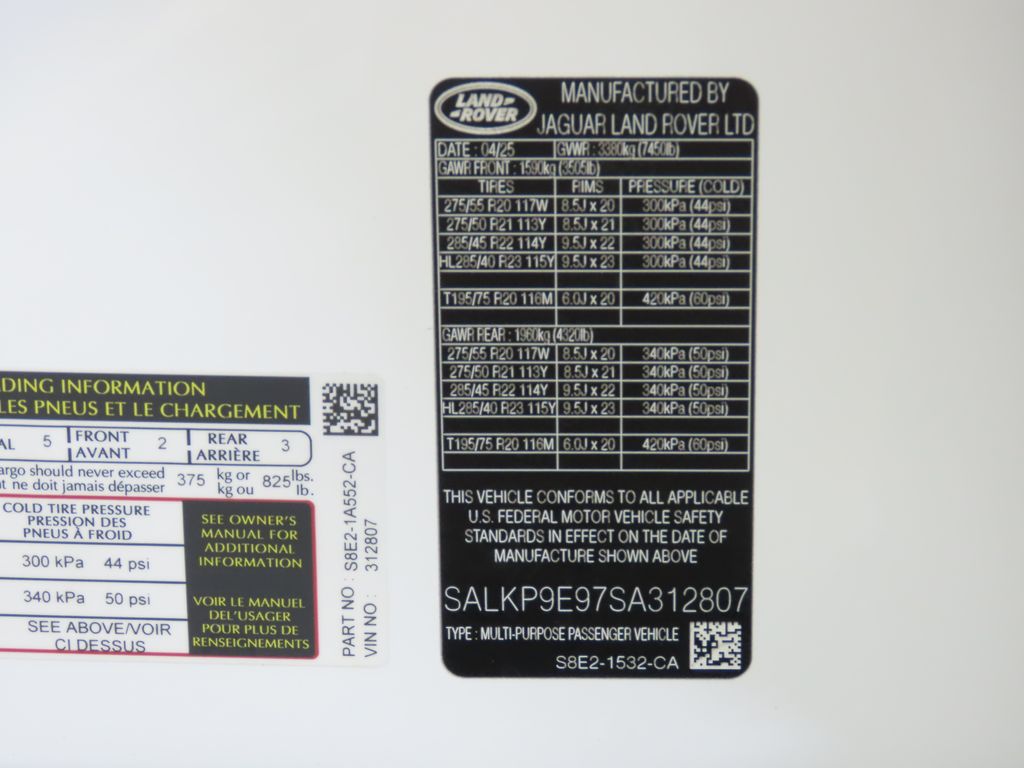 LAND-
-ROVER
MANUFACTURED BY
JAGUAR LAND ROVER LTD
DATE : 04/25 GVWR : 3380kg (7450lb)
GAWR FRONT : 1590kg (3505lb)
TIRES RIMS PRESSURE (COLD)
275/55 R20 117W 8.5J x 20 300kPa (44psi)
275/50 R21 113Y 8.5J x 21 300kPa (44psi)
285/45 R22 114Y 9.5J x 22 300kPa (44psi)
HL285/40 R23 115Y 9.5J x 23 300kPa (44psi)
T195/75 R20 116M 6.0J x 20 420kPa (60psi)
GAWR REAR : 1960kg (4320lb)
275/55 R20 117W 8.5J x 20 340kPa (50psi)
275/50 R21 113Y 8.5J x 21 340kPa (50psi)
285/45 R22 114Y 9.5J x 22 340kPa (50psi)
HL285/40 R23 115Y 9.5J x 23 340kPa (50psi)
T195/75 R20 116M 6.0J x 20 420kPa (60psi)
THIS VEHICLE CONFORMS TO ALL APPLICABLE
U.S. FEDERAL MOTOR VEHICLE SAFETY
STANDARDS IN EFFECT ON THE DATE OF
MANUFACTURE SHOWN ABOVE
SALKP9E97SA312807
TYPE : MULTI-PURPOSE PASSENGER VEHICLE
S8E2-1532-CA
DING INFORMATION
LES PNEUS ET LE CHARGEMENT
AL 5 FRONT 2 REAR 3
AVANT ARRIÈRE
argo should never exceed 375 kg or 825 lbs.
nt ne doit jamais dépasser kg ou lb.
COLD TIRE PRESSURE
PRESSION DES
PNEUS À FROID
300 kPa 44 psi
340 kPa 50 psi
SEE ABOVE/VOIR
CI DESSUS
SEE OWNER'S
MANUAL FOR
ADDITIONAL
INFORMATION
VOIR LE MANUEL
DEL'USAGER
POUR PLUS DE
RENSEIGNEMENTS
PART NO : S8E2-1A552-CA
VIN NO : 312807